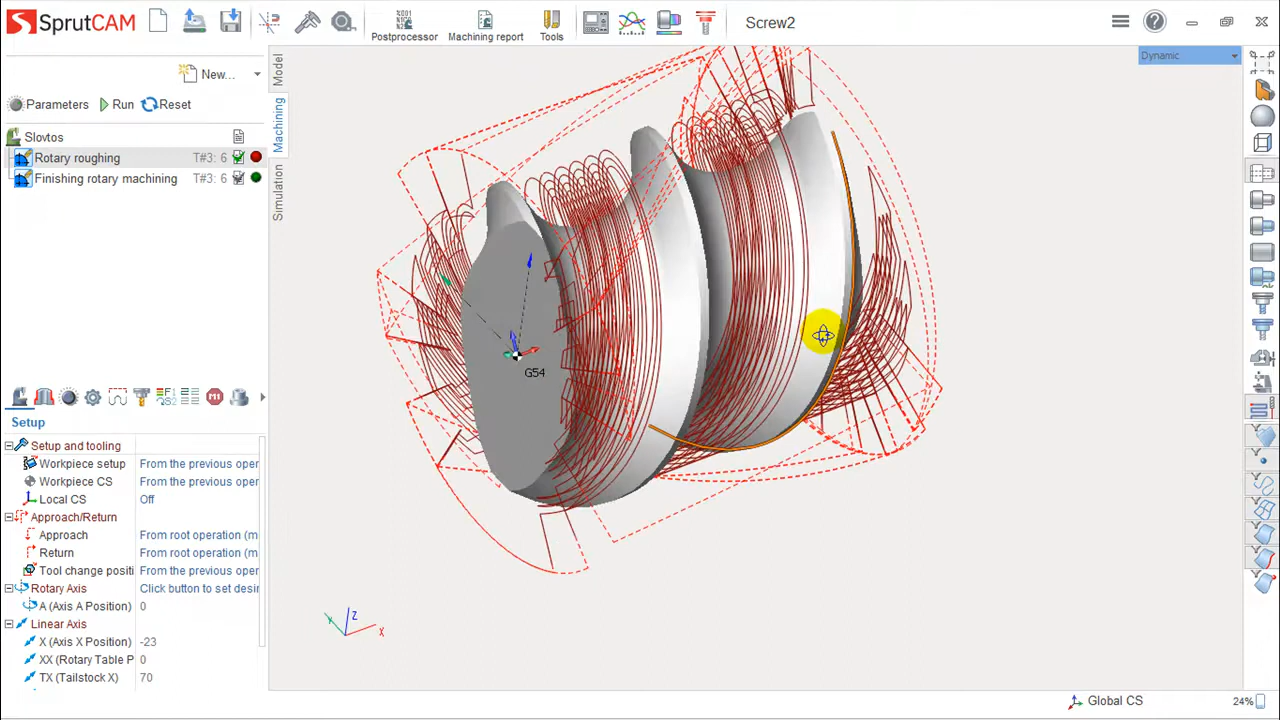 SprutCAM
Postprocessor
Machining report
Tools
Screw2
New...
Parameters
Run
Reset
Slovtos
Rotary roughing T#3: 6
Finishing rotary machining T#3: 6
Model
Machining
Simulation
Dynamic
G54
Setup
Setup and tooling
Workpiece setup From the previous oper
Workpiece CS From the previous oper
Local CS Off
Approach/Return
Approach From root operation (m
Return From root operation (m
Tool change positi From the previous oper
Rotary Axis Click button to set desir
A (Axis A Position) 0
Linear Axis
X (Axis X Position) -23
XX (Rotary Table P 0
TX (Tailstock X) 70
Z
Y
X
Global CS
24%